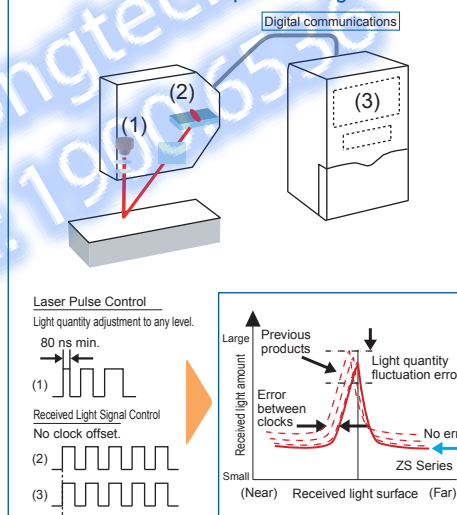 Digital communications
(1)
(2)
(3)
Laser Pulse Control
Light quantity adjustment to any level.
80 ns min.
(1)
Received Light Signal Control
No clock offset.
(2)
(3)
Large
Received light amount
Small
Previous
products
Light quantity
fluctuation erro
Error
between
clocks
No err
ZS Series
(Near) Received light surface (Far)